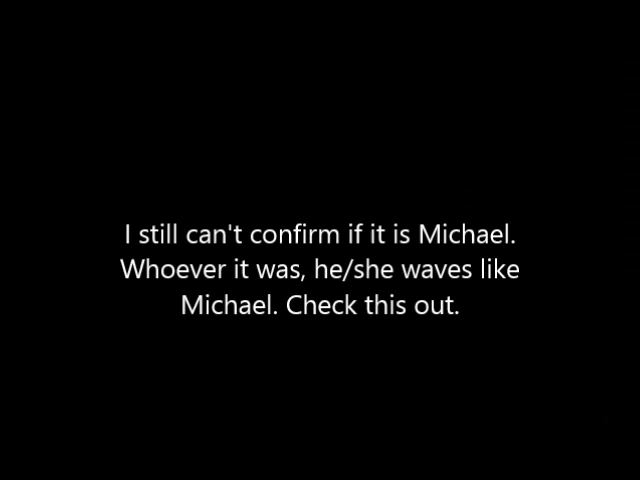 I still can't confirm if it is Michael.
Whoever it was, he/she waves like
Michael. Check this out.